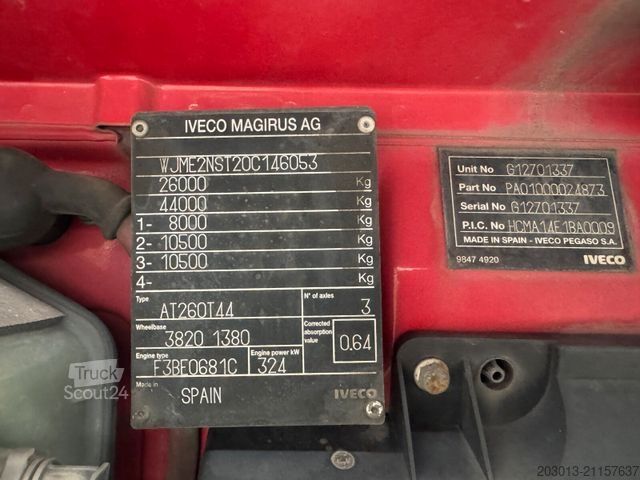 IVECO MAGIRUS AG
WJME2NST20C146053
26000 Kg
44000 Kg
1- 8000 Kg
2- 10500 Kg
3- 10500 Kg
4- Kg
Type AT260T44 N° of axles 3
Wheelbase 3820 1380 Corrected absorption value 0.64
Engine type F3BE0681C Engine power kW 324
Made in SPAIN IVECO
Unit No G12701337
Part No PA01000024873
Serial No G12701337
P.I.C. No HCMA14E1BA0009
MADE IN SPAIN - IVECO PEGASO S.A.
9847 4920 IVECO
Truck
Scout24
203013-21157637